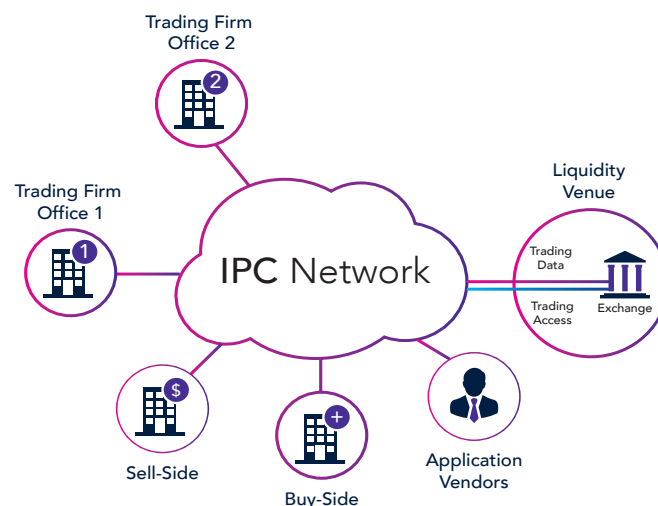 Trading Firm
Office 2
2
Trading Firm
Office 1
1
Liquidity
Venue
IPC Network
Trading
Data
Trading
Access
Exchange
$
Sell-Side
+
Buy-Side
Application
Vendors